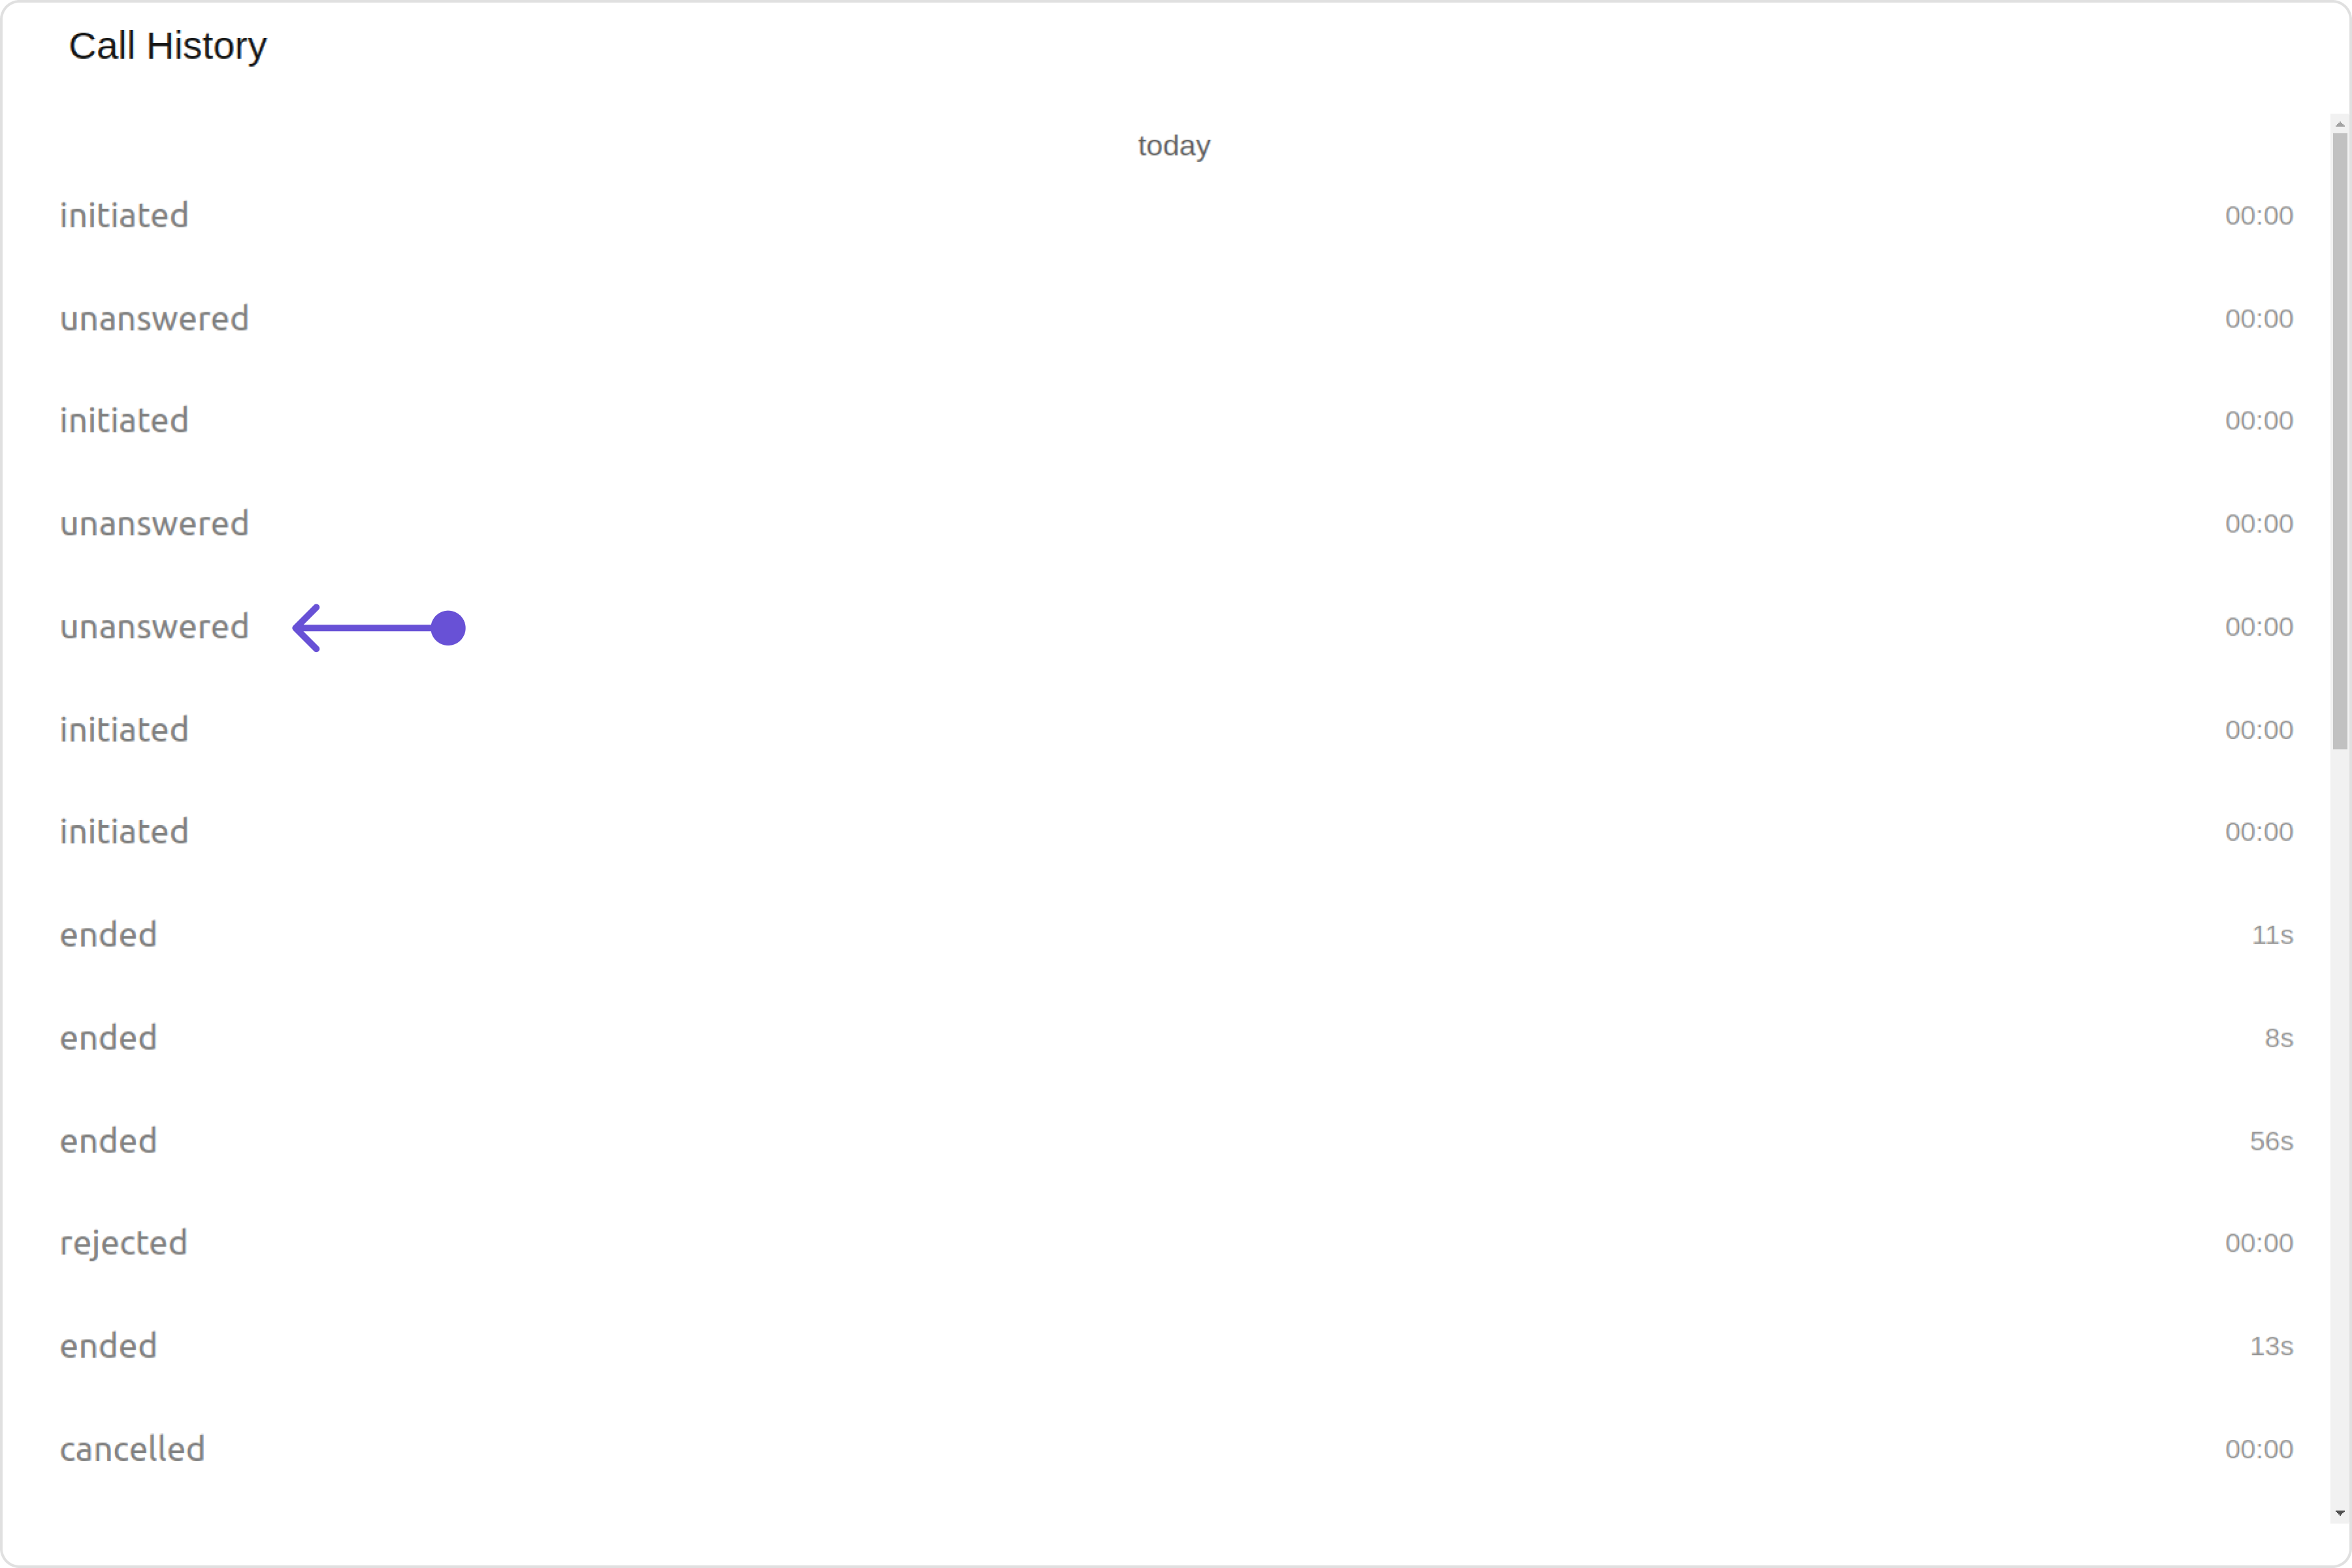 Call History
today
initiated 00:00
unanswered 00:00
initiated 00:00
unanswered 00:00
unanswered 00:00
initiated 00:00
initiated 00:00
ended 11s
ended 8s
ended 56s
rejected 00:00
ended 13s
cancelled 00:00